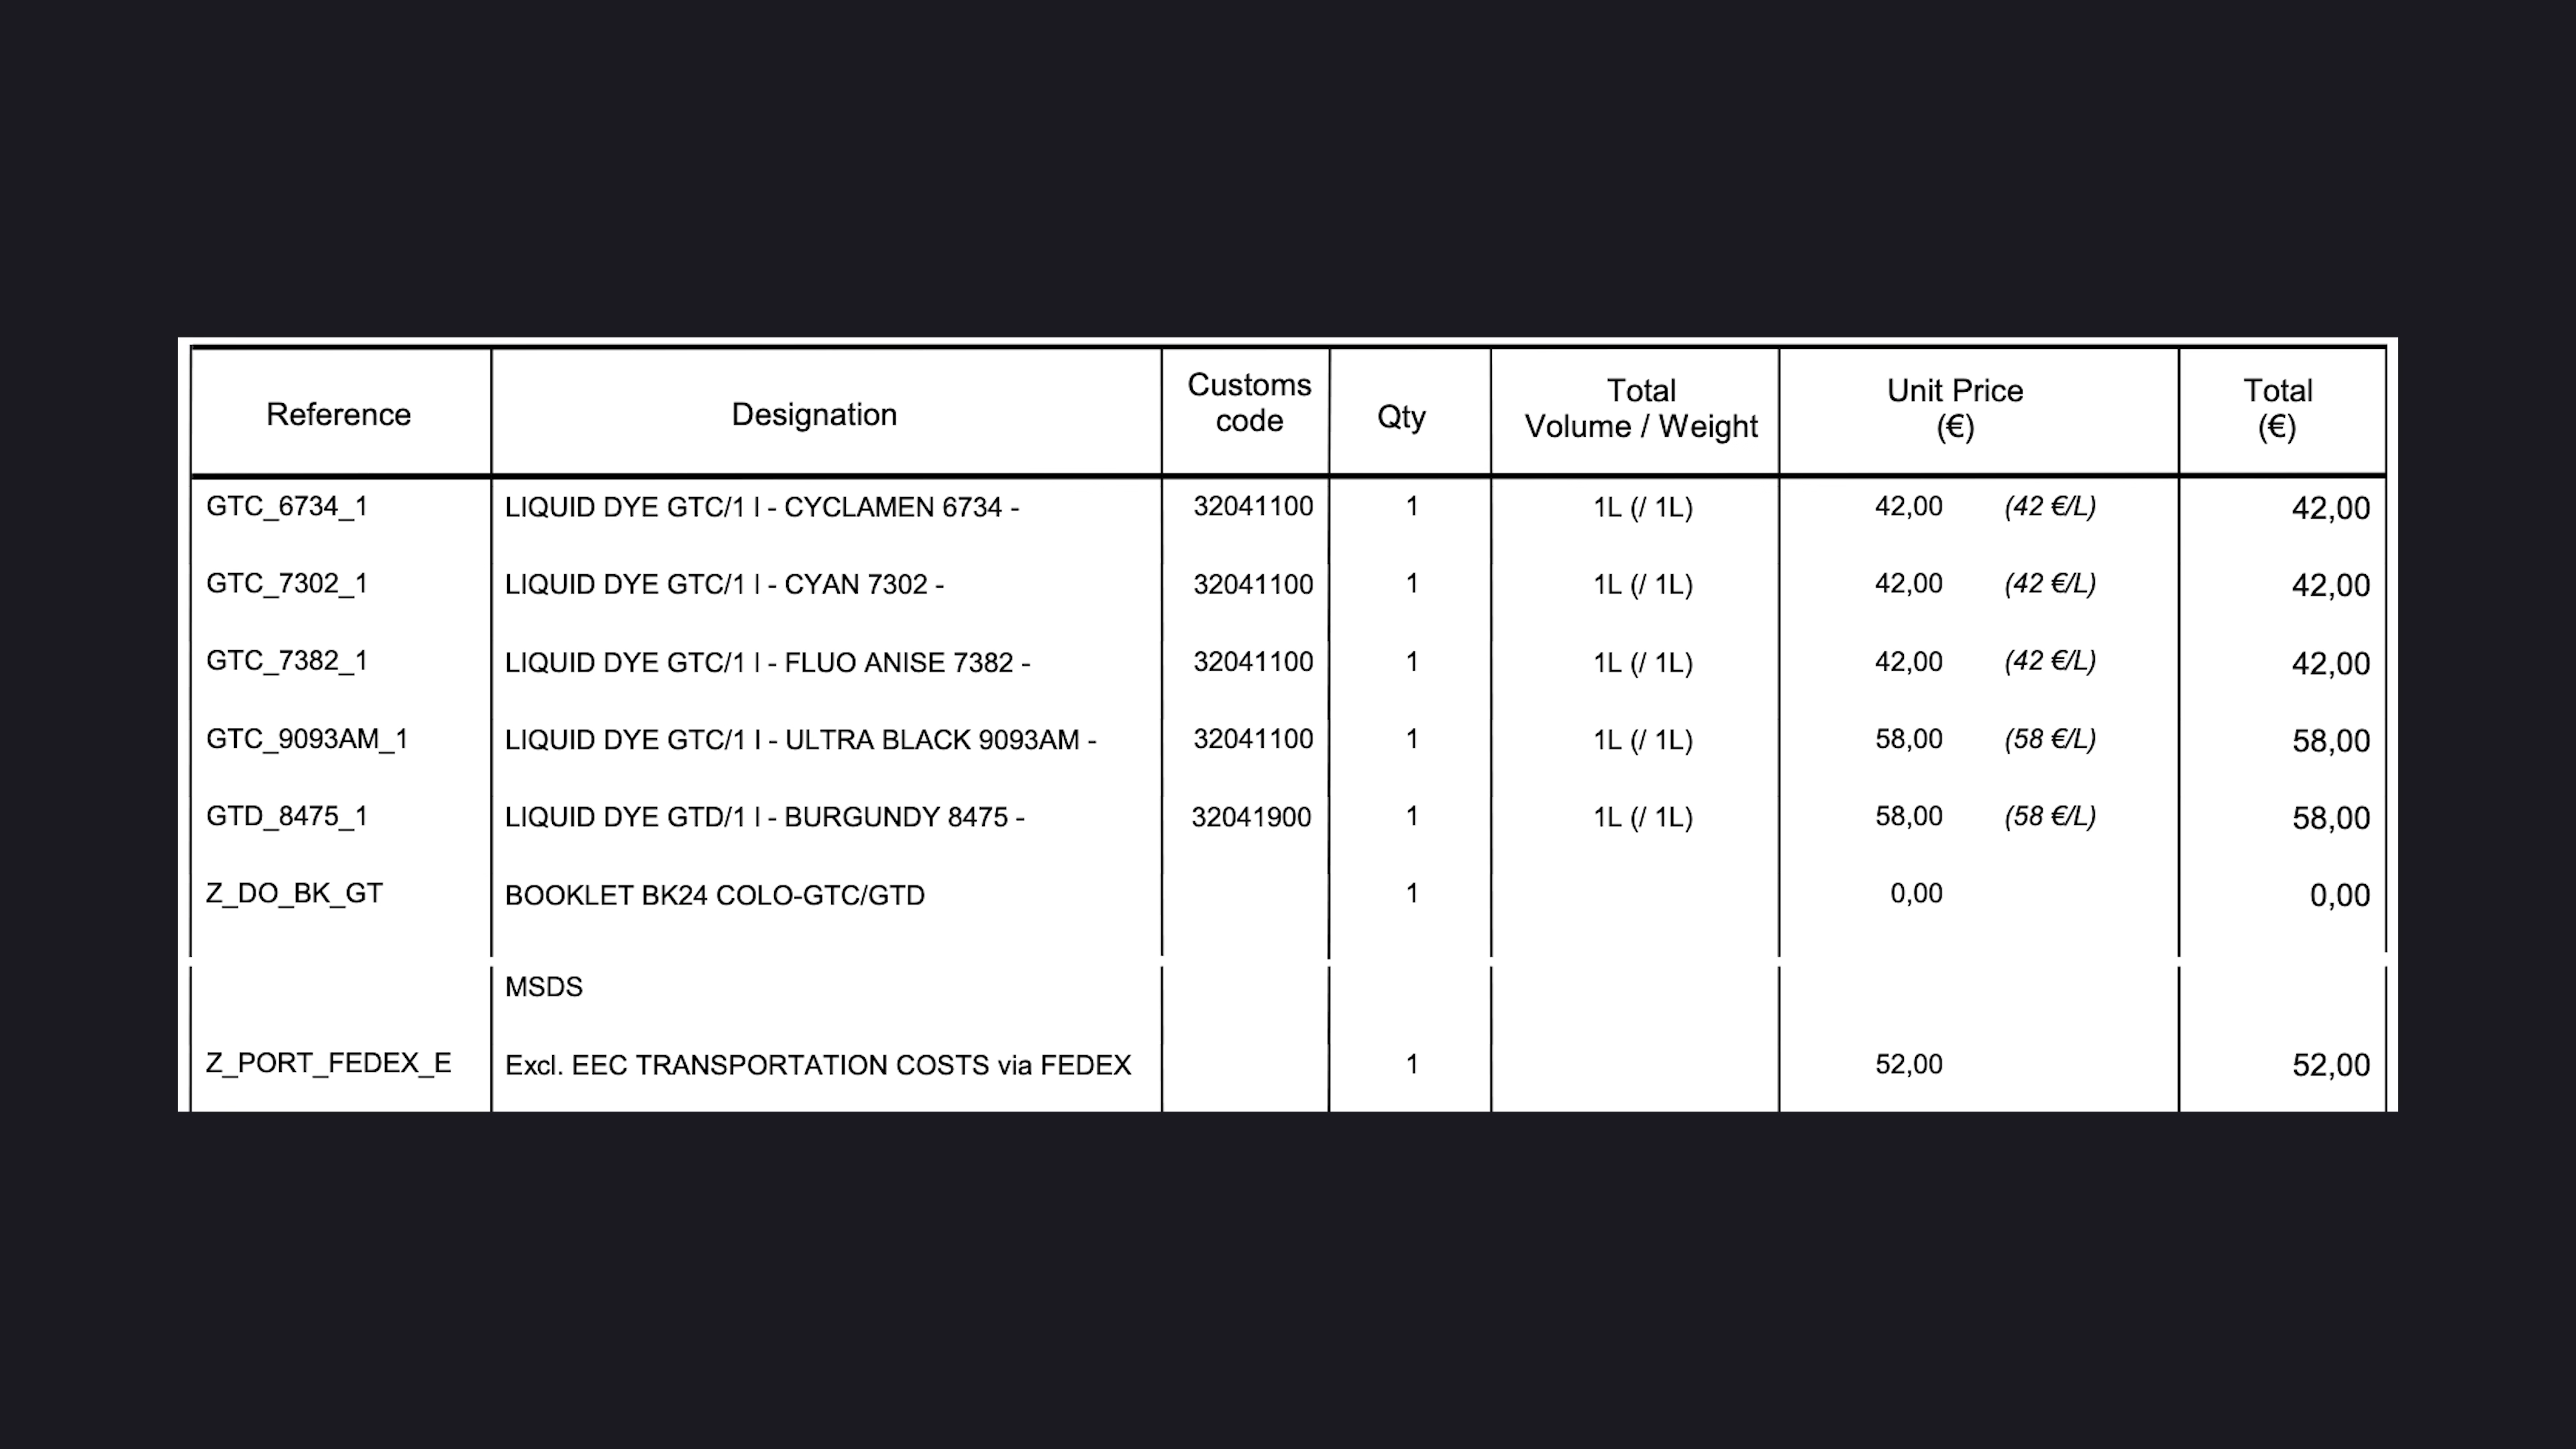 Reference Designation Customs code Qty Total Volume / Weight Unit Price (€) Total (€)
GTC_6734_1 LIQUID DYE GTC/1 l - CYCLAMEN 6734 - 32041100 1 1L (/ 1L) 42,00 (42 €/L) 42,00
GTC_7302_1 LIQUID DYE GTC/1 l - CYAN 7302 - 32041100 1 1L (/ 1L) 42,00 (42 €/L) 42,00
GTC_7382_1 LIQUID DYE GTC/1 l - FLUO ANISE 7382 - 32041100 1 1L (/ 1L) 42,00 (42 €/L) 42,00
GTC_9093AM_1 LIQUID DYE GTC/1 l - ULTRA BLACK 9093AM - 32041100 1 1L (/ 1L) 58,00 (58 €/L) 58,00
GTD_8475_1 LIQUID DYE GTD/1 l - BURGUNDY 8475 - 32041900 1 1L (/ 1L) 58,00 (58 €/L) 58,00
Z_DO_BK_GT BOOKLET BK24 COLO-GTC/GTD 1 0,00 0,00
MSDS
Z_PORT_FEDEX_E Excl. EEC TRANSPORTATION COSTS via FEDEX 1 52,00 52,00